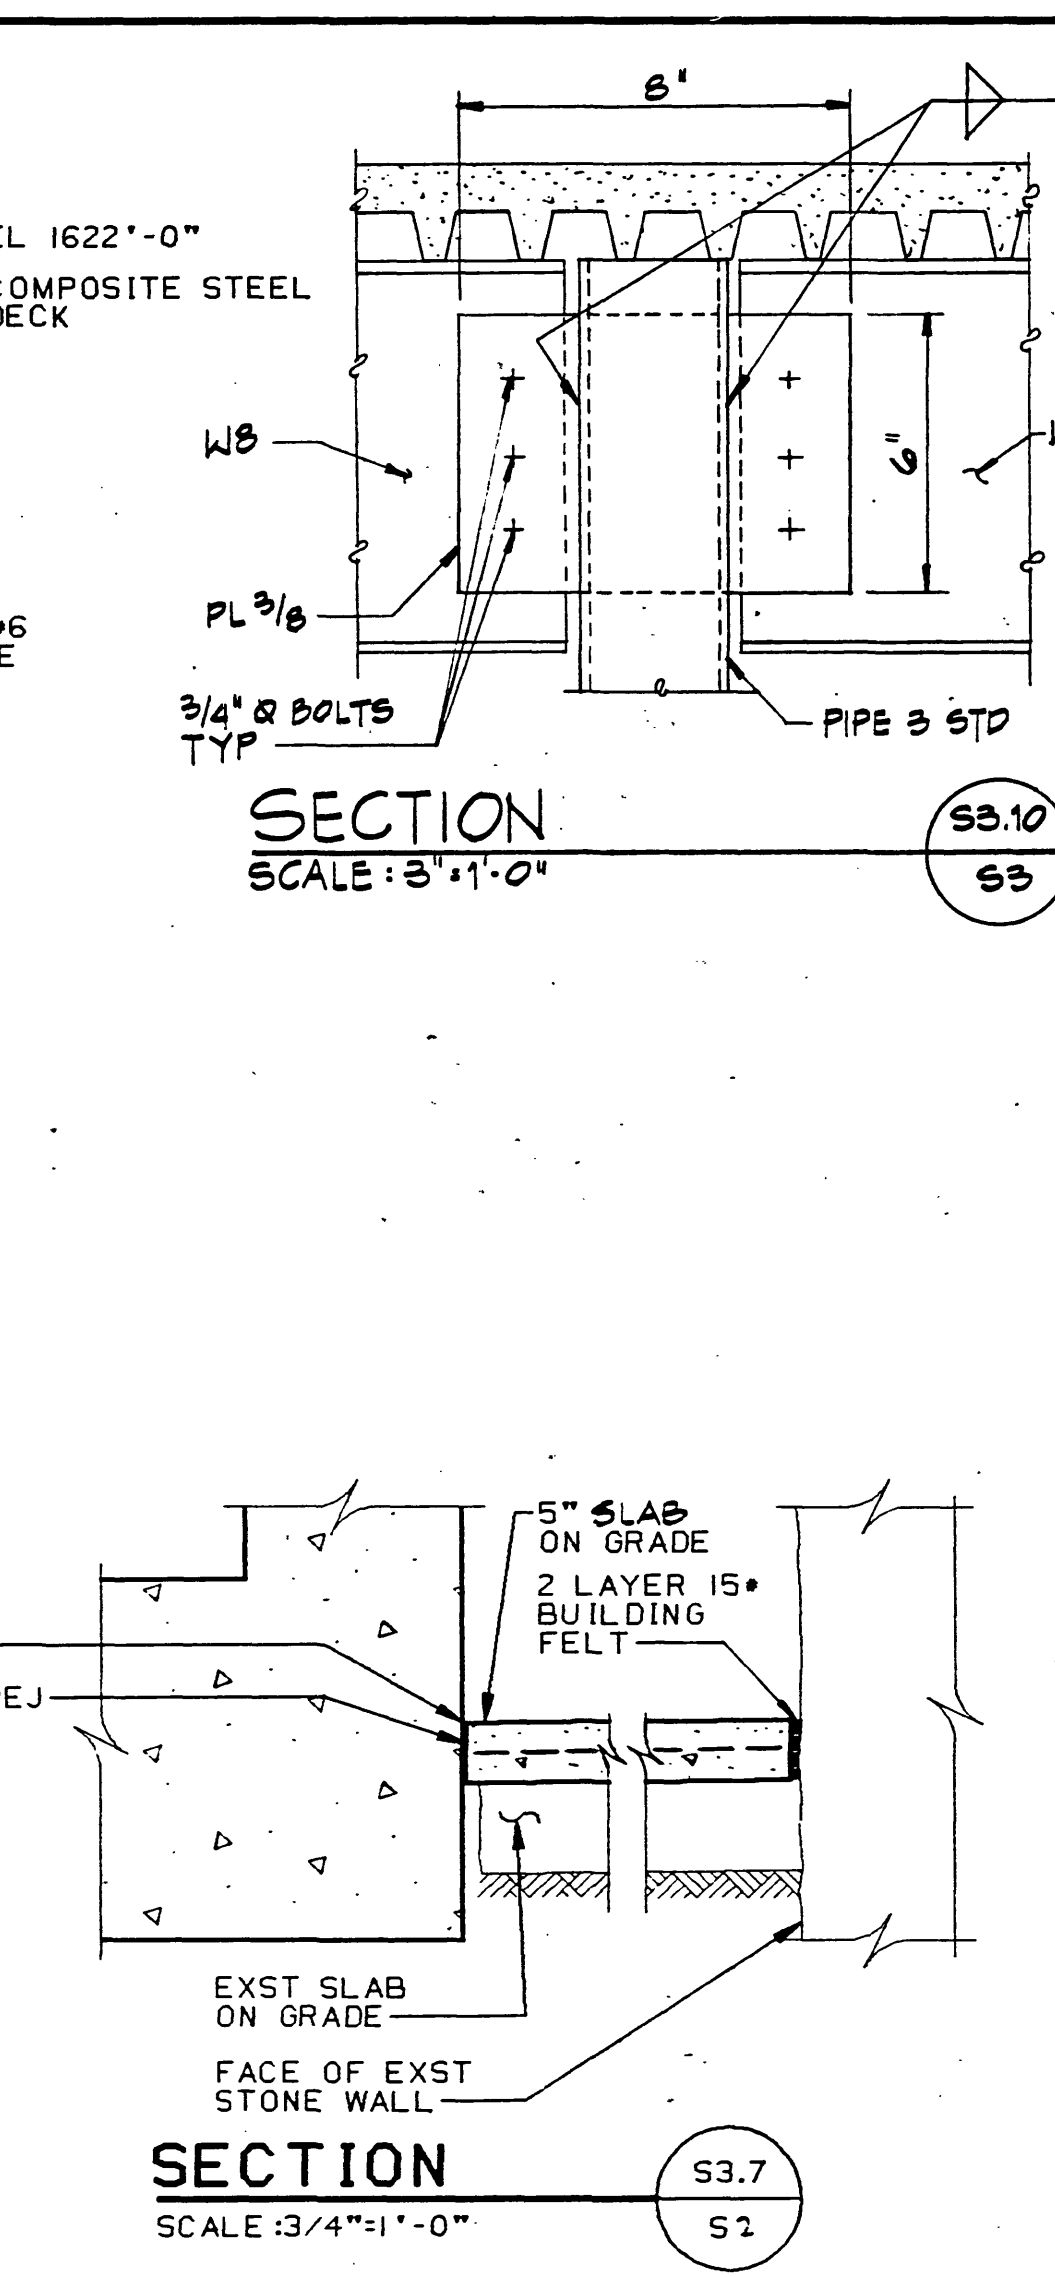 8"
EL 1622'-0"
COMPOSITE STEEL
DECK
W8
6"
PL 3/8
#6
3/4" Ø BOLTS
TYP
PIPE 3 STD
SECTION
SCALE: 3"=1'-0"
S3.10
S3
5" SLAB
ON GRADE
2 LAYER 15#
BUILDING
FELT
EJ
EXST SLAB
ON GRADE
FACE OF EXST
STONE WALL
SECTION
SCALE:3/4"=1'-0"
S3.7
S2